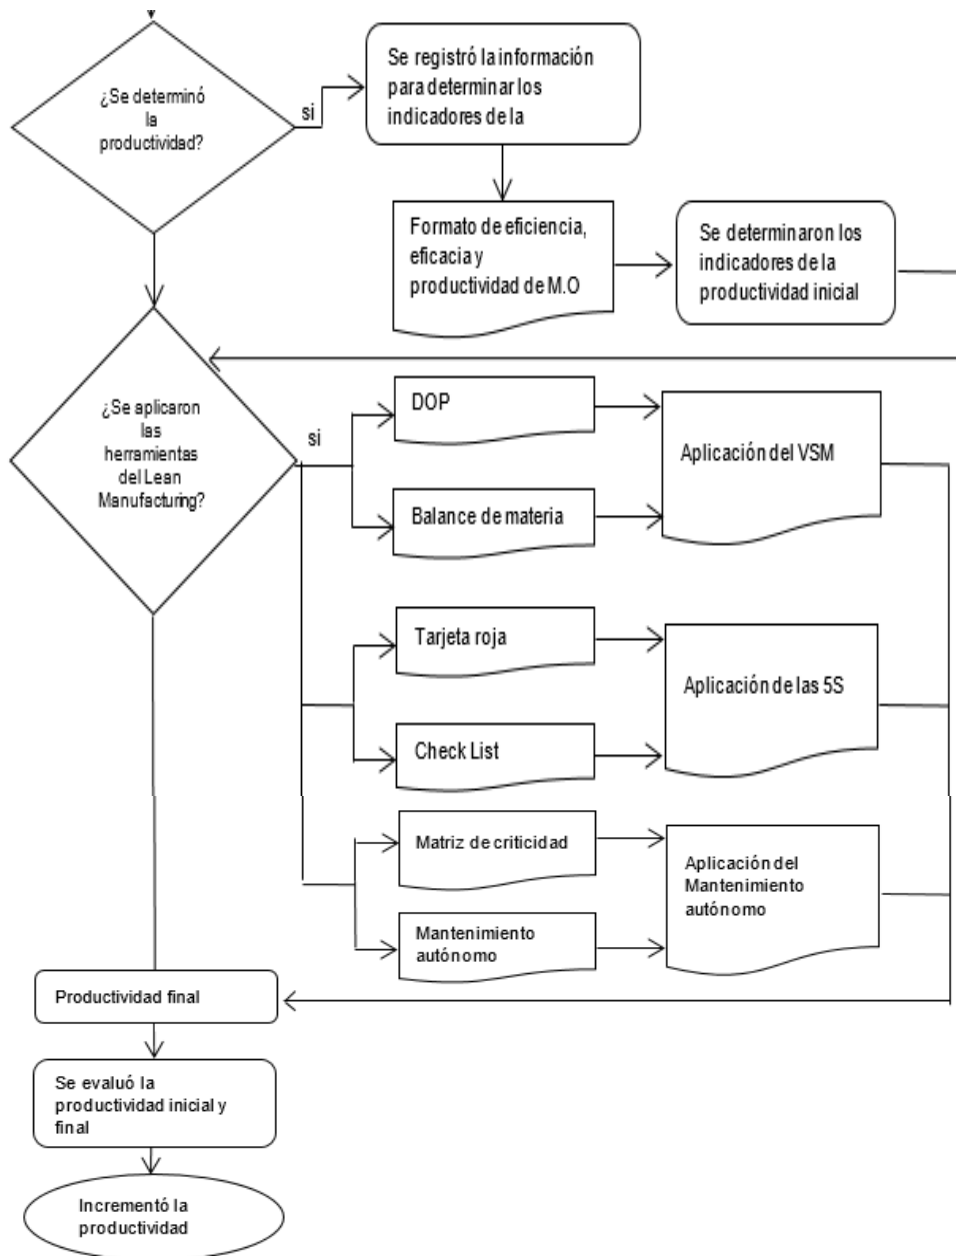 ¿Se determinó
la
productividad?
si
Se registró la información
para determinar los
indicadores de la
Formato de eficiencia,
eficacia y
productividad de M.O
Se determinaron los
indicadores de la
productividad inicial
¿Se aplicaron
las
herramientas
del Lean
Manufacturing?
si
DOP
Balance de materia
Aplicación del VSM
Tarjeta roja
Check List
Aplicación de las 5S
Matriz de criticidad
Mantenimiento
autónomo
Aplicación del
Mantenimiento
autónomo
Productividad final
Se evaluó la
productividad inicial y
final
Incrementó la
productividad